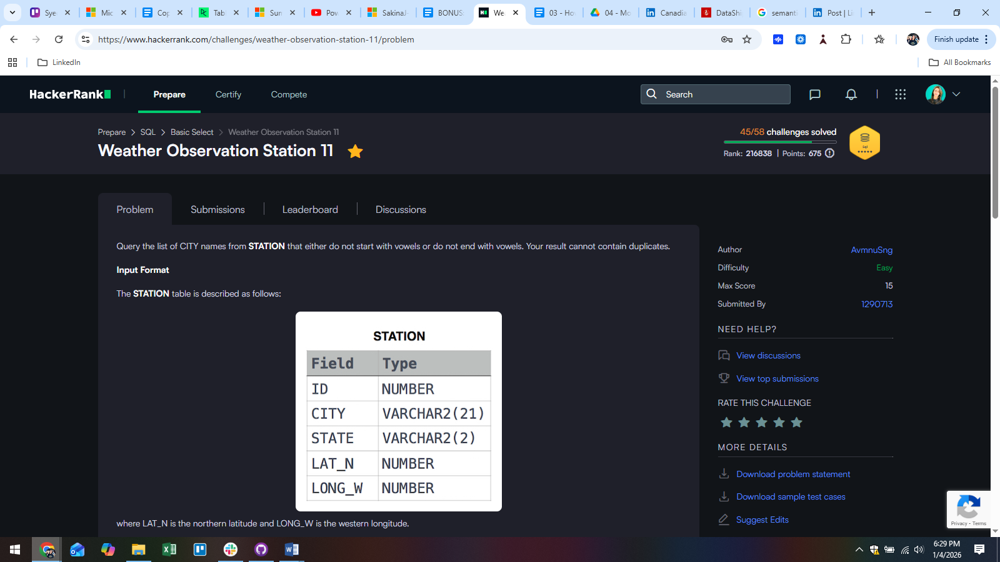 Sye
Mic
Cop
Tabl
Sun
Pow
SakinaJ
BONUS
We
03 - Ho
04 - Mo
Canadia
DataShi
semanti
Post | Li
https://www.hackerrank.com/challenges/weather-observation-station-11/problem
Finish update
LinkedIn
All Bookmarks
HackerRank
Prepare
Certify
Compete
Search
Prepare > SQL > Basic Select > Weather Observation Station 11
Weather Observation Station 11
45/58 challenges solved
Rank: 216838 | Points: 675
Sql
Problem
Submissions
Leaderboard
Discussions
Query the list of CITY names from STATION that either do not start with vowels or do not end with vowels. Your result cannot contain duplicates.
Input Format
The STATION table is described as follows:
STATION
Field Type
ID NUMBER
CITY VARCHAR2(21)
STATE VARCHAR2(2)
LAT_N NUMBER
LONG_W NUMBER
where LAT_N is the northern latitude and LONG_W is the western longitude.
Author AvmnuSng
Difficulty Easy
Max Score 15
Submitted By 1290713
NEED HELP?
View discussions
View top submissions
RATE THIS CHALLENGE
MORE DETAILS
Download problem statement
Download sample test cases
Suggest Edits
Privacy - Terms
6:29 PM
1/4/2026